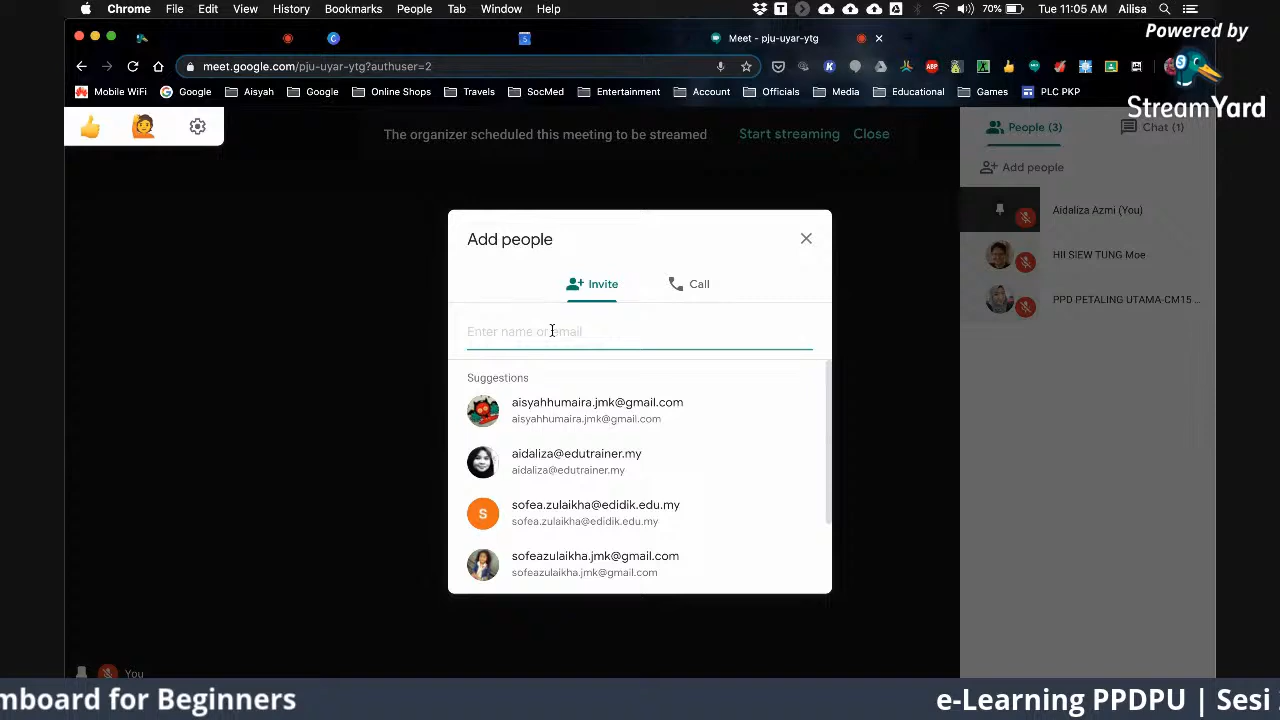 Chrome File Edit View History Bookmarks People Tab Window Help 70% Tue 11:05 AM Ailisa
Powered by
StreamYard
Meet - pju-uyar-ytg
meet.google.com/pju-uyar-ytg?authuser=2
Mobile WiFi Google Aisyah Google Online Shops Travels SocMed Entertainment Account Officials Media Educational Games PLC PKP
The organizer scheduled this meeting to be streamed Start streaming Close
People (3) Chat (1)
Add people
Aidaliza Azmi (You)
HII SIEW TUNG Moe
PPD PETALING UTAMA-CM15 ...
Add people
Invite Call
Enter name or email
Suggestions
aisyahhumaira.jmk@gmail.com
aisyahhumaira.jmk@gmail.com
aidaliza@edutrainer.my
aidaliza@edutrainer.my
S
sofea.zulaikha@edidik.edu.my
sofea.zulaikha@edidik.edu.my
sofeazulaikha.jmk@gmail.com
sofeazulaikha.jmk@gmail.com
You
mboard for Beginners e-Learning PPDPU | Sesi